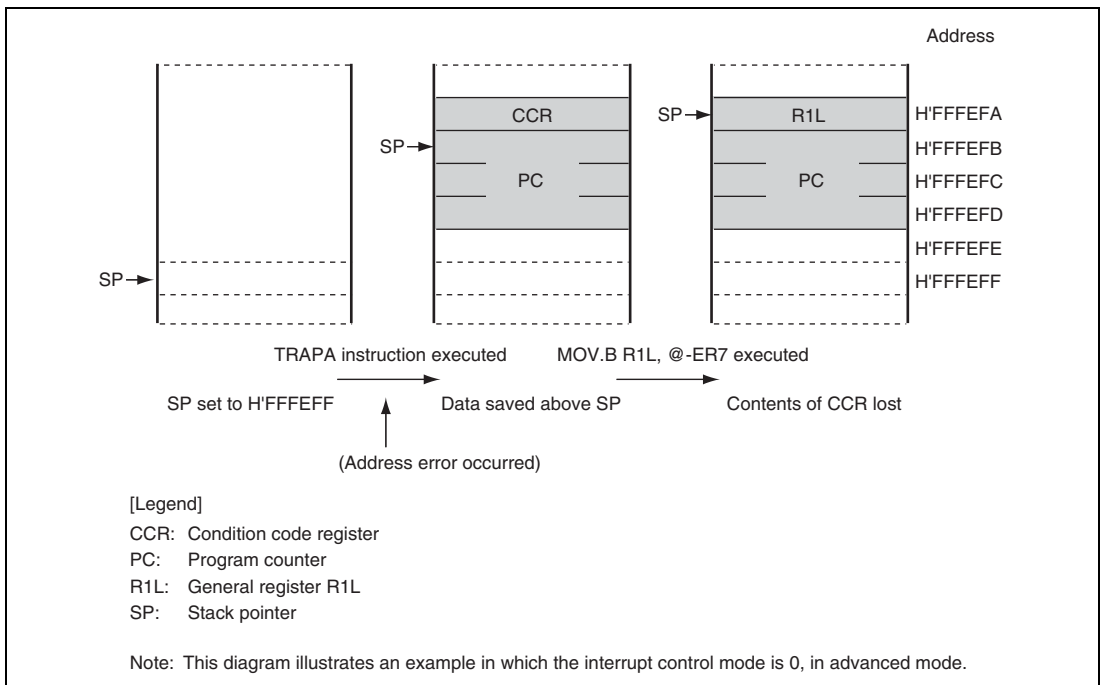 Address
CCR
SP
R1L
H'FFFEFA
SP
H'FFFEFB
PC
PC
H'FFFEFC
H'FFFEFD
H'FFFEFE
SP
H'FFFEFF
TRAPA instruction executed
MOV.B R1L, @-ER7 executed
SP set to H'FFFEFF
Data saved above SP
Contents of CCR lost
(Address error occurred)
[Legend]
CCR: Condition code register
PC: Program counter
R1L: General register R1L
SP: Stack pointer
Note: This diagram illustrates an example in which the interrupt control mode is 0, in advanced mode.